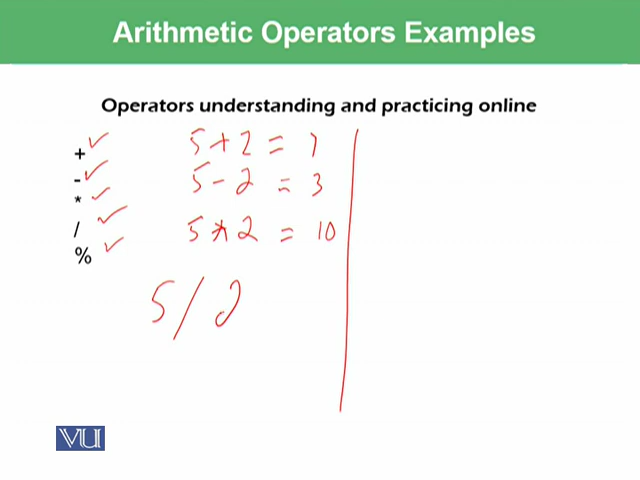 Arithmetic Operators Examples
Operators understanding and practicing online
+ 5 + 2 = 7
- 5 - 2 = 3
*
/ 5 * 2 = 10
%
5 / 2
VU